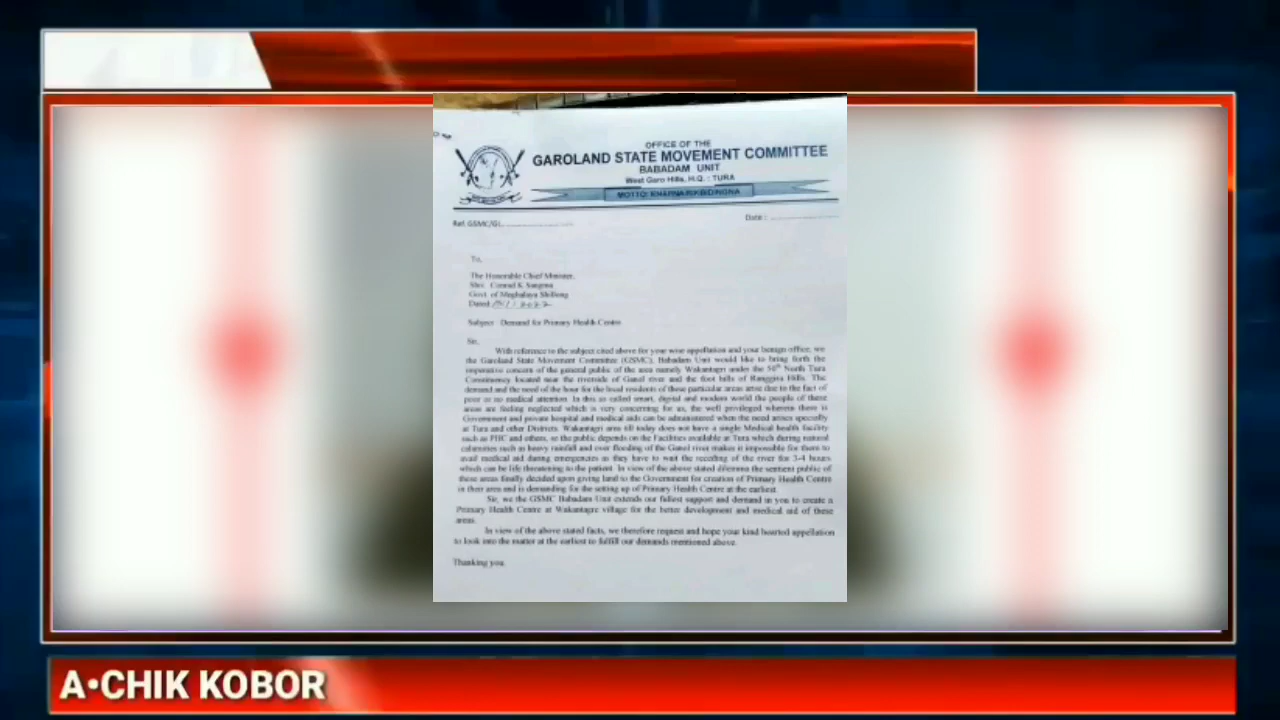 OFFICE OF THE
GAROLAND STATE MOVEMENT COMMITTEE
BABADAM UNIT
West Garo Hills, H.Q. : TURA
MOTTO:
Ref. GSMC/G/
Date :
To,
The Honorable Chief Minister,
Shri. Conrad K Sangma
Govt. of Meghalaya Shillong
Dated
Subject Demand for Primary Health Centre
Sir,
With reference to the subject cited above for your wise appellation and your benign office, we
the Garoland State Movement Committee (GSMC), Babadam Unit would like to bring forth the
imperative concern of the general public of the area namely Wakantagri under the 50th North Tura
Constituency located near the riverside of Ganol river and the foot hills of Ranggira Hills. The
demand and the need of the hour for the local residents of these particular areas arise due to the fact of
poor or no medical attention. In this so called smart, digital and modern world the people of these
areas are feeling neglected which is very concerning for us, the well privileged wherein there is
Government and private hospital and medical aids can be administered when the need arises specially
at Tura and other Districts. Wakantagri area till today does not have a single Medical health facility
such as PHC and others, so the public depends on the Facilities available at Tura which during natural
calamities such as heavy rainfall and over flooding of the Ganol river makes it impossible for them to
avail medical aid during emergencies as they have to wait the receding of the river for 3-4 hours
which can be life threatening to the patient. In view of the above stated dilemma the sentient public of
these areas finally decided upon giving land to the Government for creation of Primary Health Centre
in their area and is demanding for the setting up of Primary Health Centre at the earliest.
Sir, we the GSMC Babadam Unit extends our fullest support and demand in you to create a
Primary Health Centre at Wakantagre village for the better development and medical aid of these
areas.
In view of the above stated facts, we therefore request and hope your kind hearted appellation
to look into the matter at the earliest to fulfill our demands mentioned above.
Thanking you.
A•CHIK KOBOR